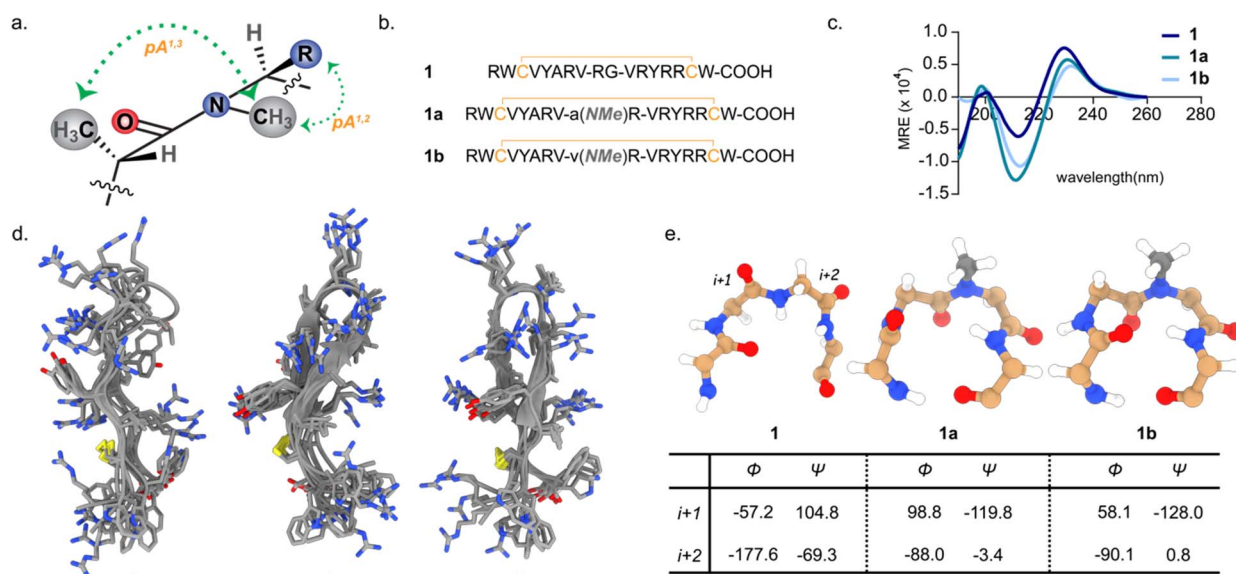 a.
H
R
pA1,3
O
N
H3C
CH3
H
pA1,2
b.
1 RWCVYARV-RG-VRYRRCW-COOH
1a RWCVYARV-a(NMe)R-VRYRRCW-COOH
1b RWCVYARV-v(NMe)R-VRYRRCW-COOH
c.
1
1a
1b
MRE (x 10⁴)
1.0
0.5
0.0
-0.5
-1.0
-1.5
200 220 240 260
wavelength(nm)
d.
e.
i+1 i+2
1 1a 1b
Φ Ψ Φ Ψ Φ Ψ
i+1 -57.2 104.8 98.8 -119.8 58.1 -128.0
i+2 -177.6 -69.3 -88.0 -3.4 -90.1 0.8